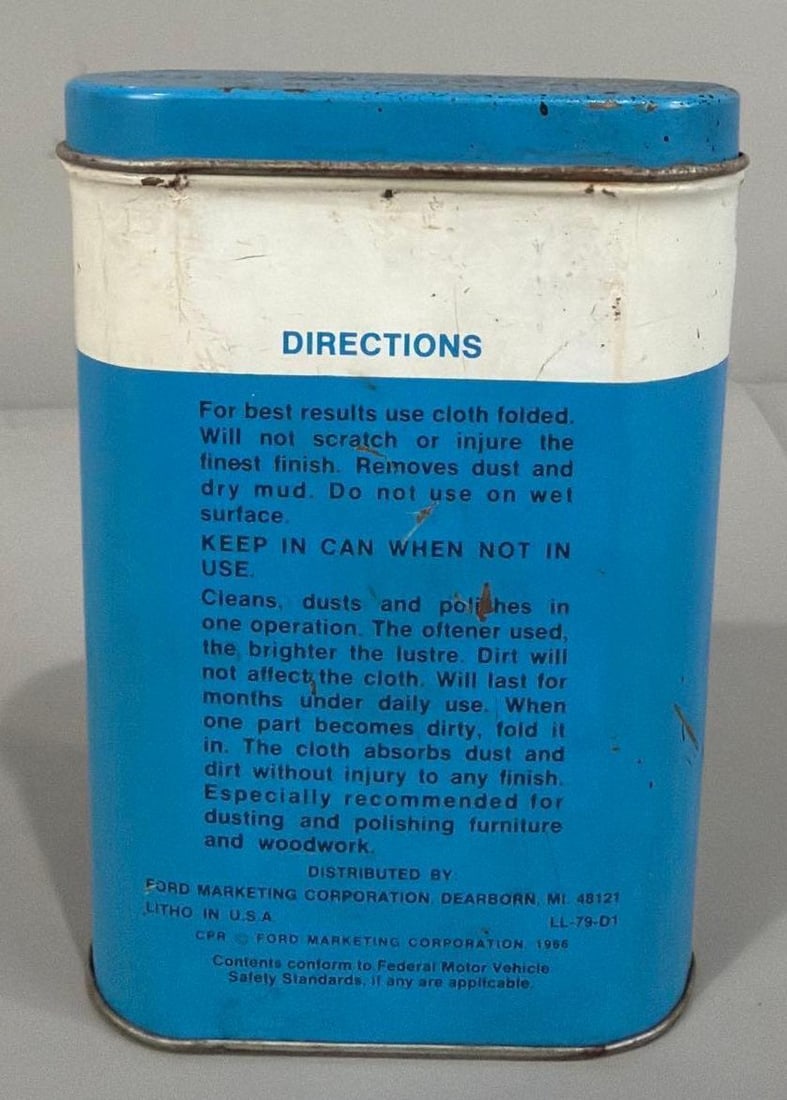 DIRECTIONS
For best results use cloth folded.
Will not scratch or injure the
finest finish. Removes dust and
dry mud. Do not use on wet
surface.
KEEP IN CAN WHEN NOT IN
USE.
Cleans, dusts and polishes in
one operation. The oftener used,
the brighter the lustre. Dirt will
not affect the cloth. Will last for
months under daily use. When
one part becomes dirty, fold it
in. The cloth absorbs dust and
dirt without injury to any finish.
Especially recommended for
dusting and polishing furniture
and woodwork.
DISTRIBUTED BY
FORD MARKETING CORPORATION, DEARBORN, MI. 48121
LITHO IN U.S.A. LL-79-D1
CPR © FORD MARKETING CORPORATION, 1966
Contents conform to Federal Motor Vehicle
Safety Standards, if any are applicable.